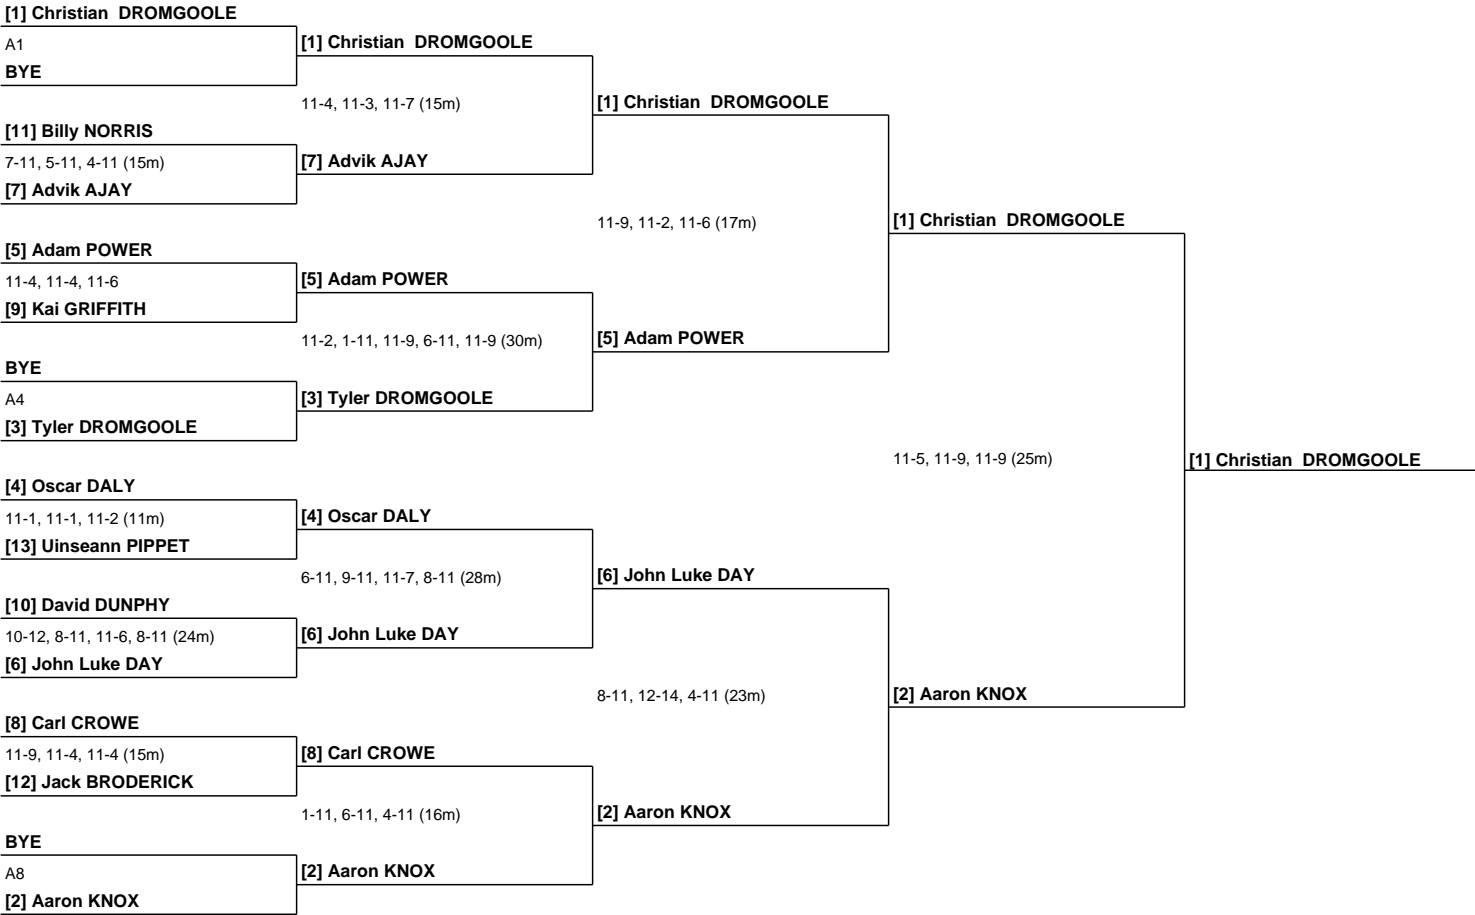 [1] Christian  DROMGOOLE
A1
BYE
[11] Billy NORRIS
7-11, 5-11, 4-11 (15m)
[7] Advik AJAY
[5] Adam POWER
11-4, 11-4, 11-6
[9] Kai GRIFFITH
BYE
A4
[3] Tyler DROMGOOLE
[4] Oscar DALY
11-1, 11-1, 11-2 (11m)
[13] Uinseann PIPPET
[10] David DUNPHY
10-12, 8-11, 11-6, 8-11 (24m)
[6] John Luke DAY
[8] Carl CROWE
11-9, 11-4, 11-4 (15m)
[12] Jack BRODERICK
BYE
A8
[2] Aaron KNOX
[1] Christian  DROMGOOLE
11-4, 11-3, 11-7 (15m)
[7] Advik AJAY
[5] Adam POWER
11-2, 1-11, 11-9, 6-11, 11-9 (30m)
[3] Tyler DROMGOOLE
[4] Oscar DALY
6-11, 9-11, 11-7, 8-11 (28m)
[6] John Luke DAY
[8] Carl CROWE
1-11, 6-11, 4-11 (16m)
[2] Aaron KNOX
[1] Christian  DROMGOOLE
11-9, 11-2, 11-6 (17m)
[5] Adam POWER
[6] John Luke DAY
8-11, 12-14, 4-11 (23m)
[2] Aaron KNOX
[1] Christian  DROMGOOLE
11-5, 11-9, 11-9 (25m)
[2] Aaron KNOX
[1] Christian  DROMGOOLE